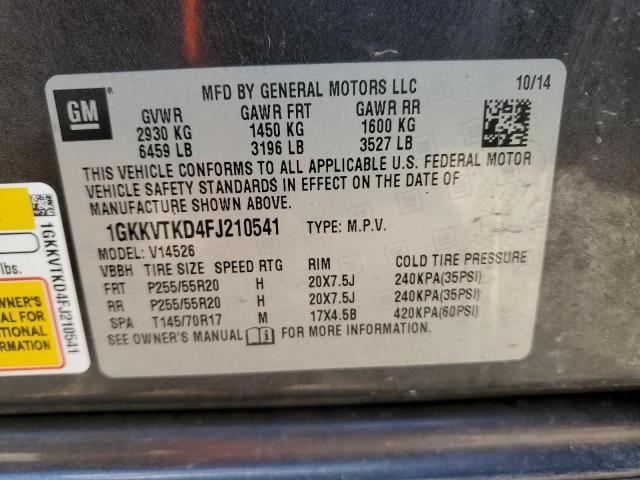 GM
MFD BY GENERAL MOTORS LLC 10/14
GVWR GAWR FRT GAWR RR
2930 KG 1450 KG 1600 KG
6459 LB 3196 LB 3527 LB
THIS VEHICLE CONFORMS TO ALL APPLICABLE U.S. FEDERAL MOTOR
VEHICLE SAFETY STANDARDS IN EFFECT ON THE DATE OF
MANUFACTURE SHOWN ABOVE.
1GKKVTKD4FJ210541 TYPE: M.P.V.
MODEL: V14526
VBBH TIRE SIZE SPEED RTG RIM COLD TIRE PRESSURE
FRT P255/55R20 H 20X7.5J 240KPA(35PSI)
RR P255/55R20 H 20X7.5J 240KPA(35PSI)
SPA T145/70R17 M 17X4.5B 420KPA(60PSI)
SEE OWNER'S MANUAL FOR MORE INFORMATION.
lbs.
OWNER'S
AL FOR
TIONAL
RMATION
1GKKVTKD4FJ210541